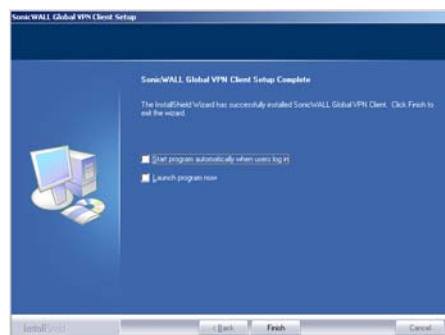 SonicWALL Global VPN Client Setup
SonicWALL Global VPN Client Setup Complete
The InstallShield Wizard has successfully installed SonicWALL Global VPN Client. Click Finish to
exit the wizard.
Start program automatically when users log in
Launch program now
InstallShield
< Back
Finish
Cancel